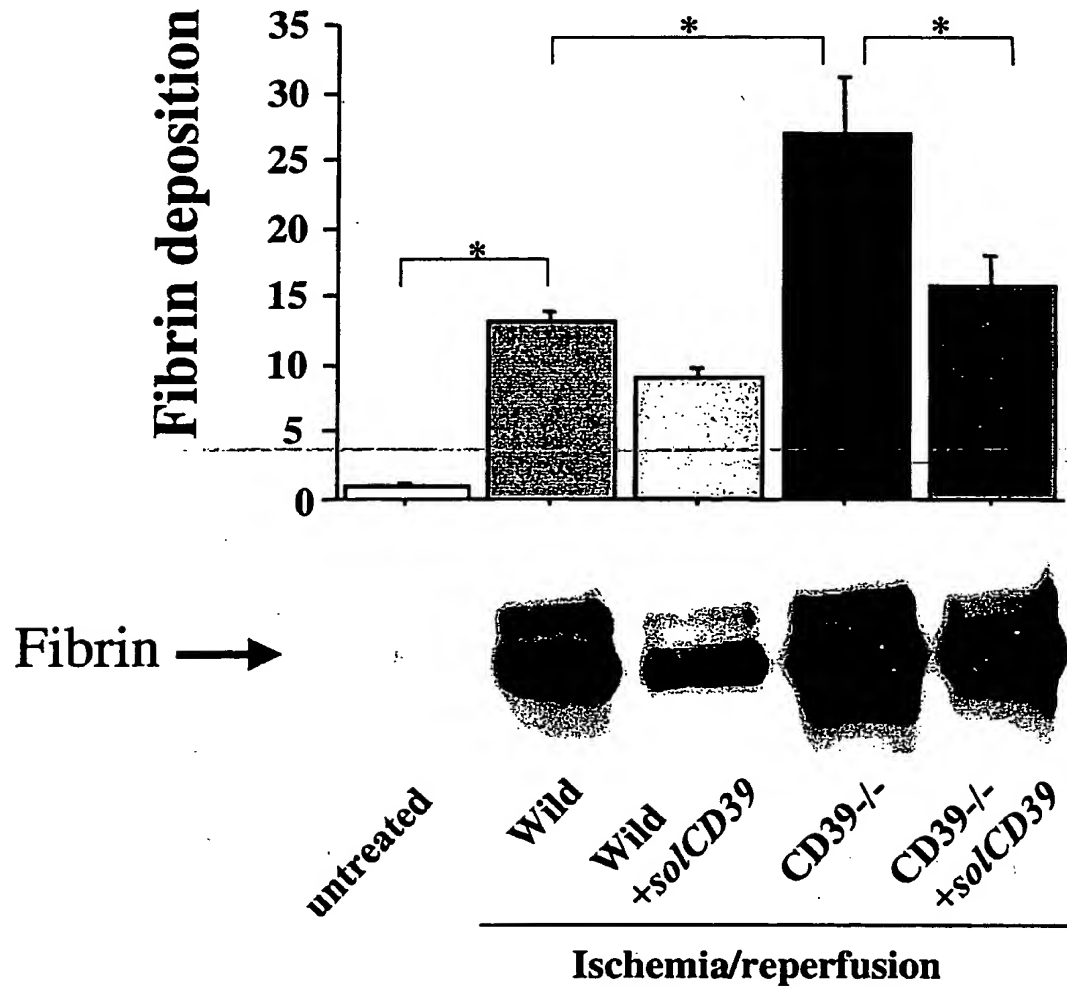 Fibrin deposition
35
30
25
20
15
10
5
0
*
*
*
Fibrin
untreated
Wild
Wild
+solCD39
CD39-/-
CD39-/-
+solCD39
Ischemia/reperfusion